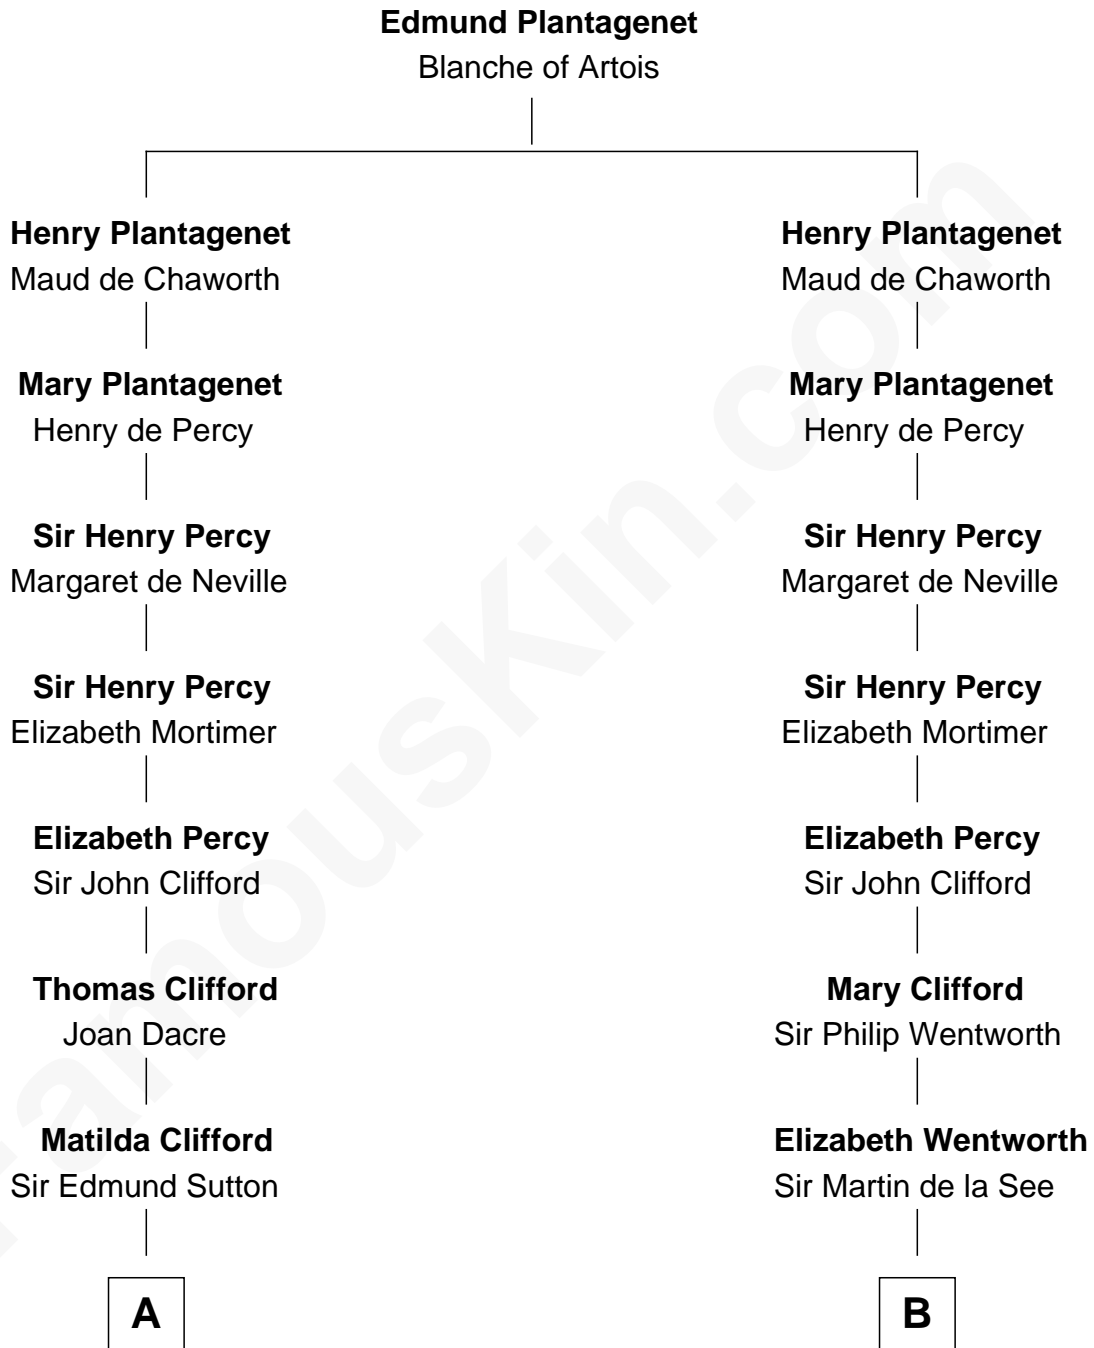 Edmund Plantagenet
Blanche of Artois
Henry Plantagenet
Maud de Chaworth
Henry Plantagenet
Maud de Chaworth
Mary Plantagenet
Henry de Percy
Mary Plantagenet
Henry de Percy
Sir Henry Percy
Margaret de Neville
Sir Henry Percy
Margaret de Neville
Sir Henry Percy
Elizabeth Mortimer
Sir Henry Percy
Elizabeth Mortimer
Elizabeth Percy
Sir John Clifford
Elizabeth Percy
Sir John Clifford
Thomas Clifford
Joan Dacre
Mary Clifford
Sir Philip Wentworth
Matilda Clifford
Sir Edmund Sutton
Elizabeth Wentworth
Sir Martin de la See
A
B
FamousKin.com